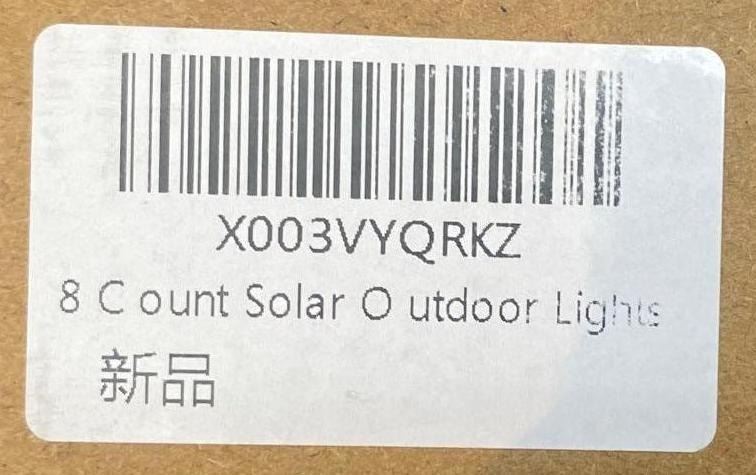 X003VYQRKZ
8 C ount Solar O utdoor Lights
新品